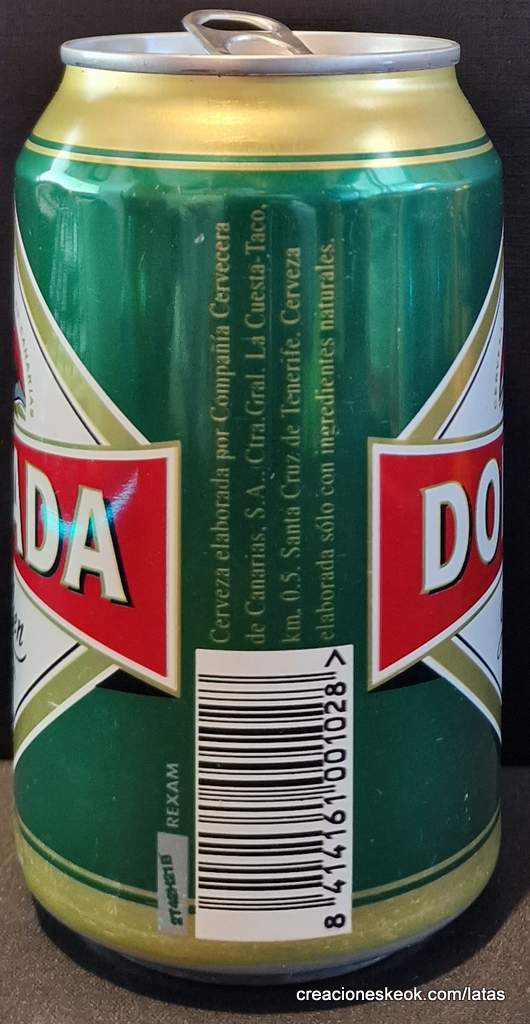 Cerveza elaborada por Compañía Cervecera
de Canarias, S.A., Ctra.Gral. La Cuesta-Taco,
km. 0.5. Santa Cruz de Tenerife. Cerveza
elaborada sólo con ingredientes naturales.
ADA
DO
CANARIAS
REXAM
8 414161 001028 >
creacioneskeok.com/latas